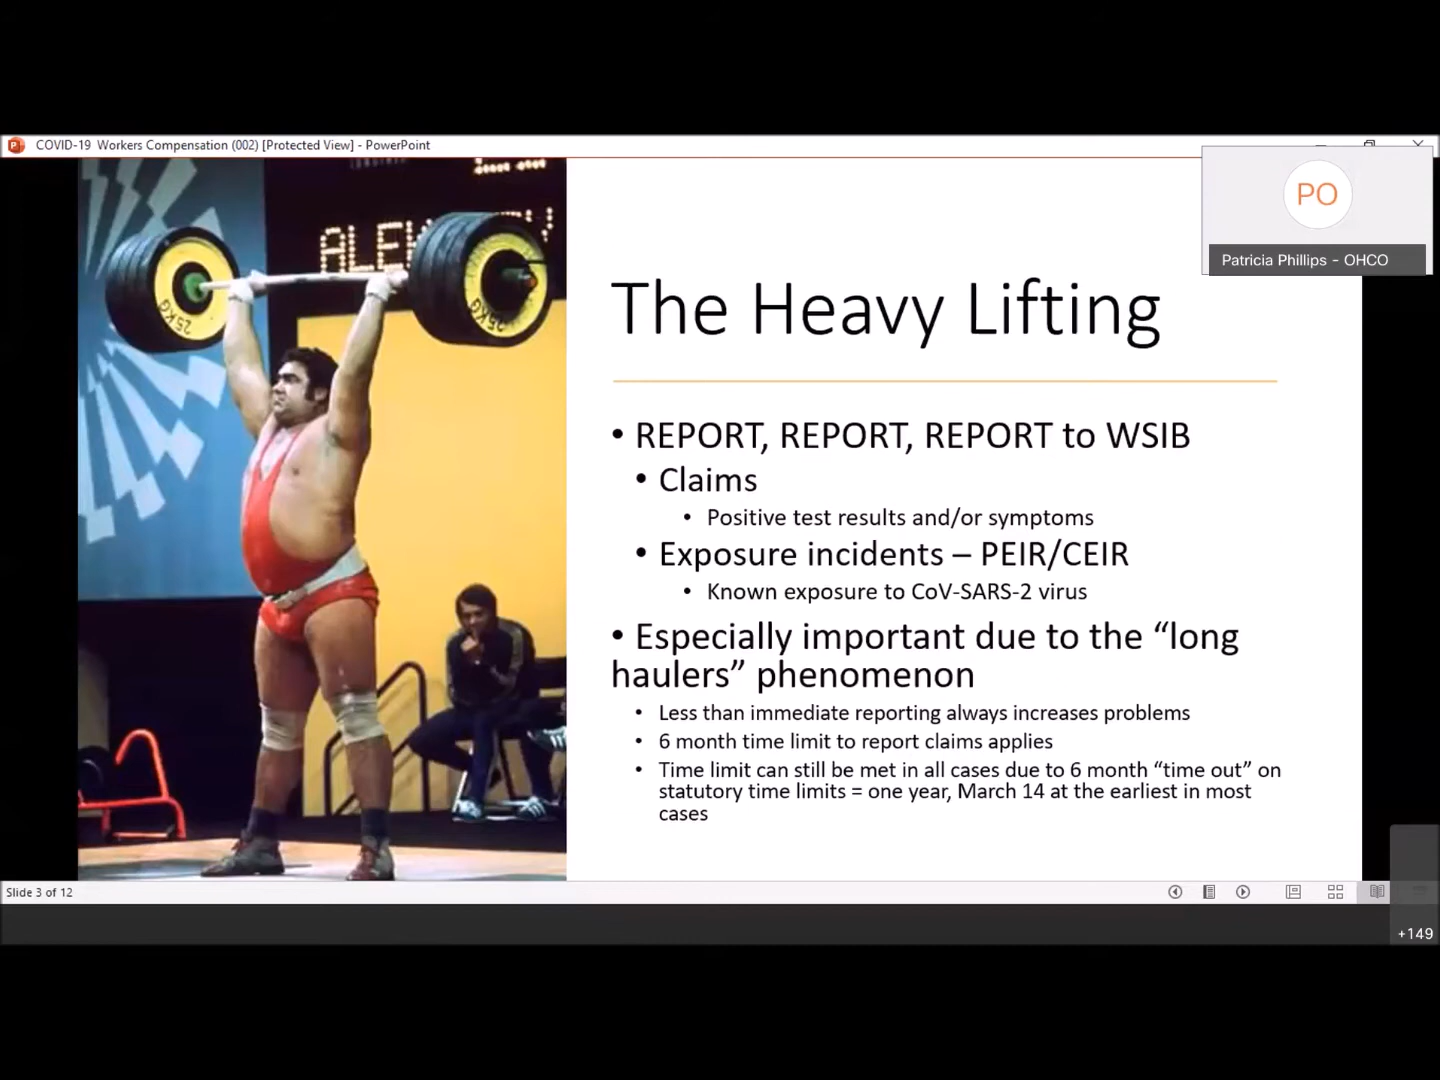 COVID-19 Workers Compensation (002) [Protected View] - PowerPoint
PO
Patricia Phillips - OHCO
25KG
25KG
The Heavy Lifting
• REPORT, REPORT, REPORT to WSIB
• Claims
• Positive test results and/or symptoms
• Exposure incidents – PEIR/CEIR
• Known exposure to CoV-SARS-2 virus
• Especially important due to the “long
haulers” phenomenon
• Less than immediate reporting always increases problems
• 6 month time limit to report claims applies
• Time limit can still be met in all cases due to 6 month “time out” on
statutory time limits = one year, March 14 at the earliest in most
cases
Slide 3 of 12
+149